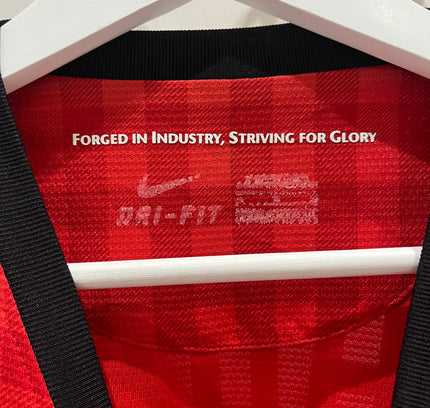 FORGED IN INDUSTRY, STRIVING FOR GLORY
DRI-FIT